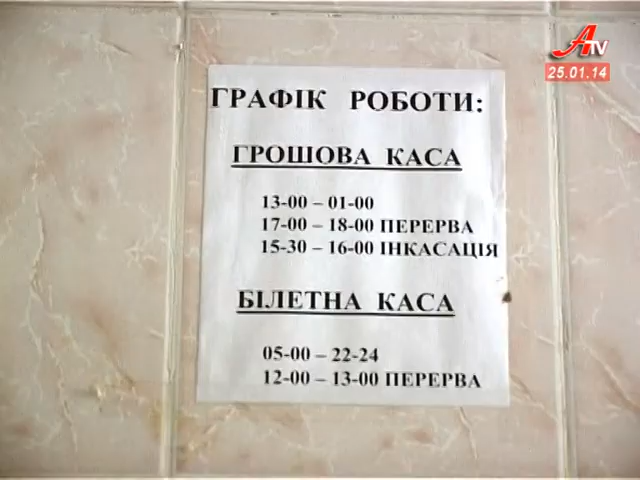 ATV
25.01.14
ГРАФІК РОБОТИ:
ГРОШОВА КАСА
13-00 – 01-00
17-00 – 18-00 ПЕРЕРВА
15-30 – 16-00 ІНКАСАЦІЯ
БІЛЕТНА КАСА
05-00 – 22-24
12-00 – 13-00 ПЕРЕРВА